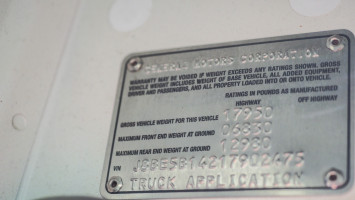 GENERAL MOTORS CORPORATION
WARRANTY MAY BE VOIDED IF WEIGHT EXCEEDS ANY RATINGS SHOWN. GROSS
VEHICLE WEIGHT INCLUDES WEIGHT OF BASE VEHICLE, ALL ADDED EQUIPMENT,
DRIVER AND PASSENGERS, AND ALL PROPERTY LOADED INTO OR ONTO VEHICLE.
RATINGS IN POUNDS AS MANUFACTURED
HIGHWAY OFF HIGHWAY
GROSS VEHICLE WEIGHT FOR THIS VEHICLE 17950
MAXIMUM FRONT END WEIGHT AT GROUND 06830
MAXIMUM REAR END WEIGHT AT GROUND 12980
VIN
TRUCK APPLICATION